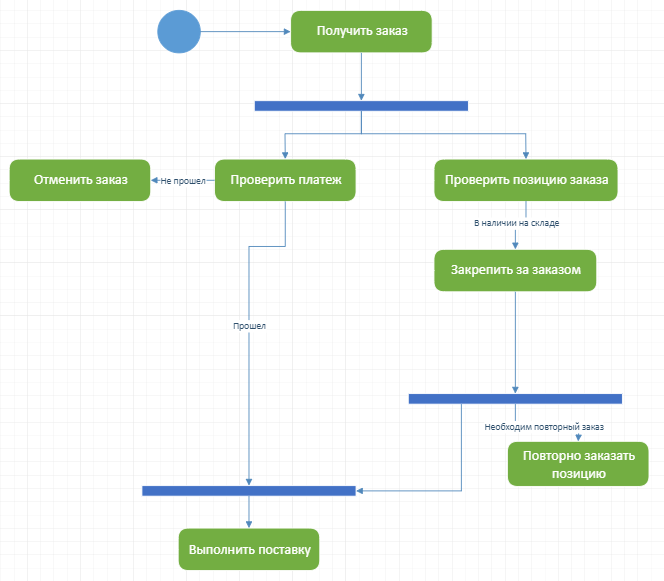 Получить заказ
Отменить заказ
Не прошел
Проверить платеж
Проверить позицию заказа
В наличии на складе
Закрепить за заказом
Прошел
Необходим повторный заказ
Повторно заказать
позицию
Выполнить поставку